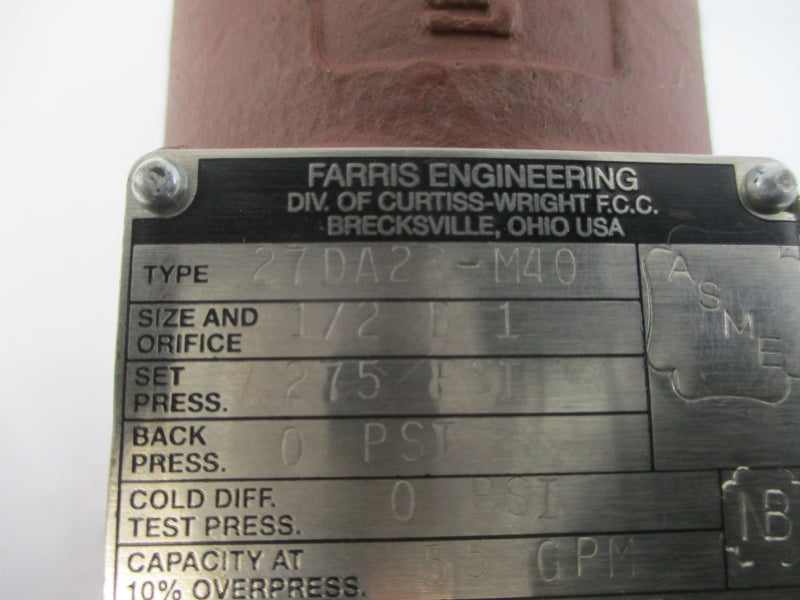 FARRIS ENGINEERING
DIV. OF CURTISS-WRIGHT F.C.C.
BRECKSVILLE, OHIO USA
TYPE
SIZE AND ORIFICE 1/2 D 1
SET PRESS. 275 PSI
BACK PRESS. 0 PSI
COLD DIFF. TEST PRESS. 0 PSI
CAPACITY AT 10% OVERPRESS. GPM
ASME
NB